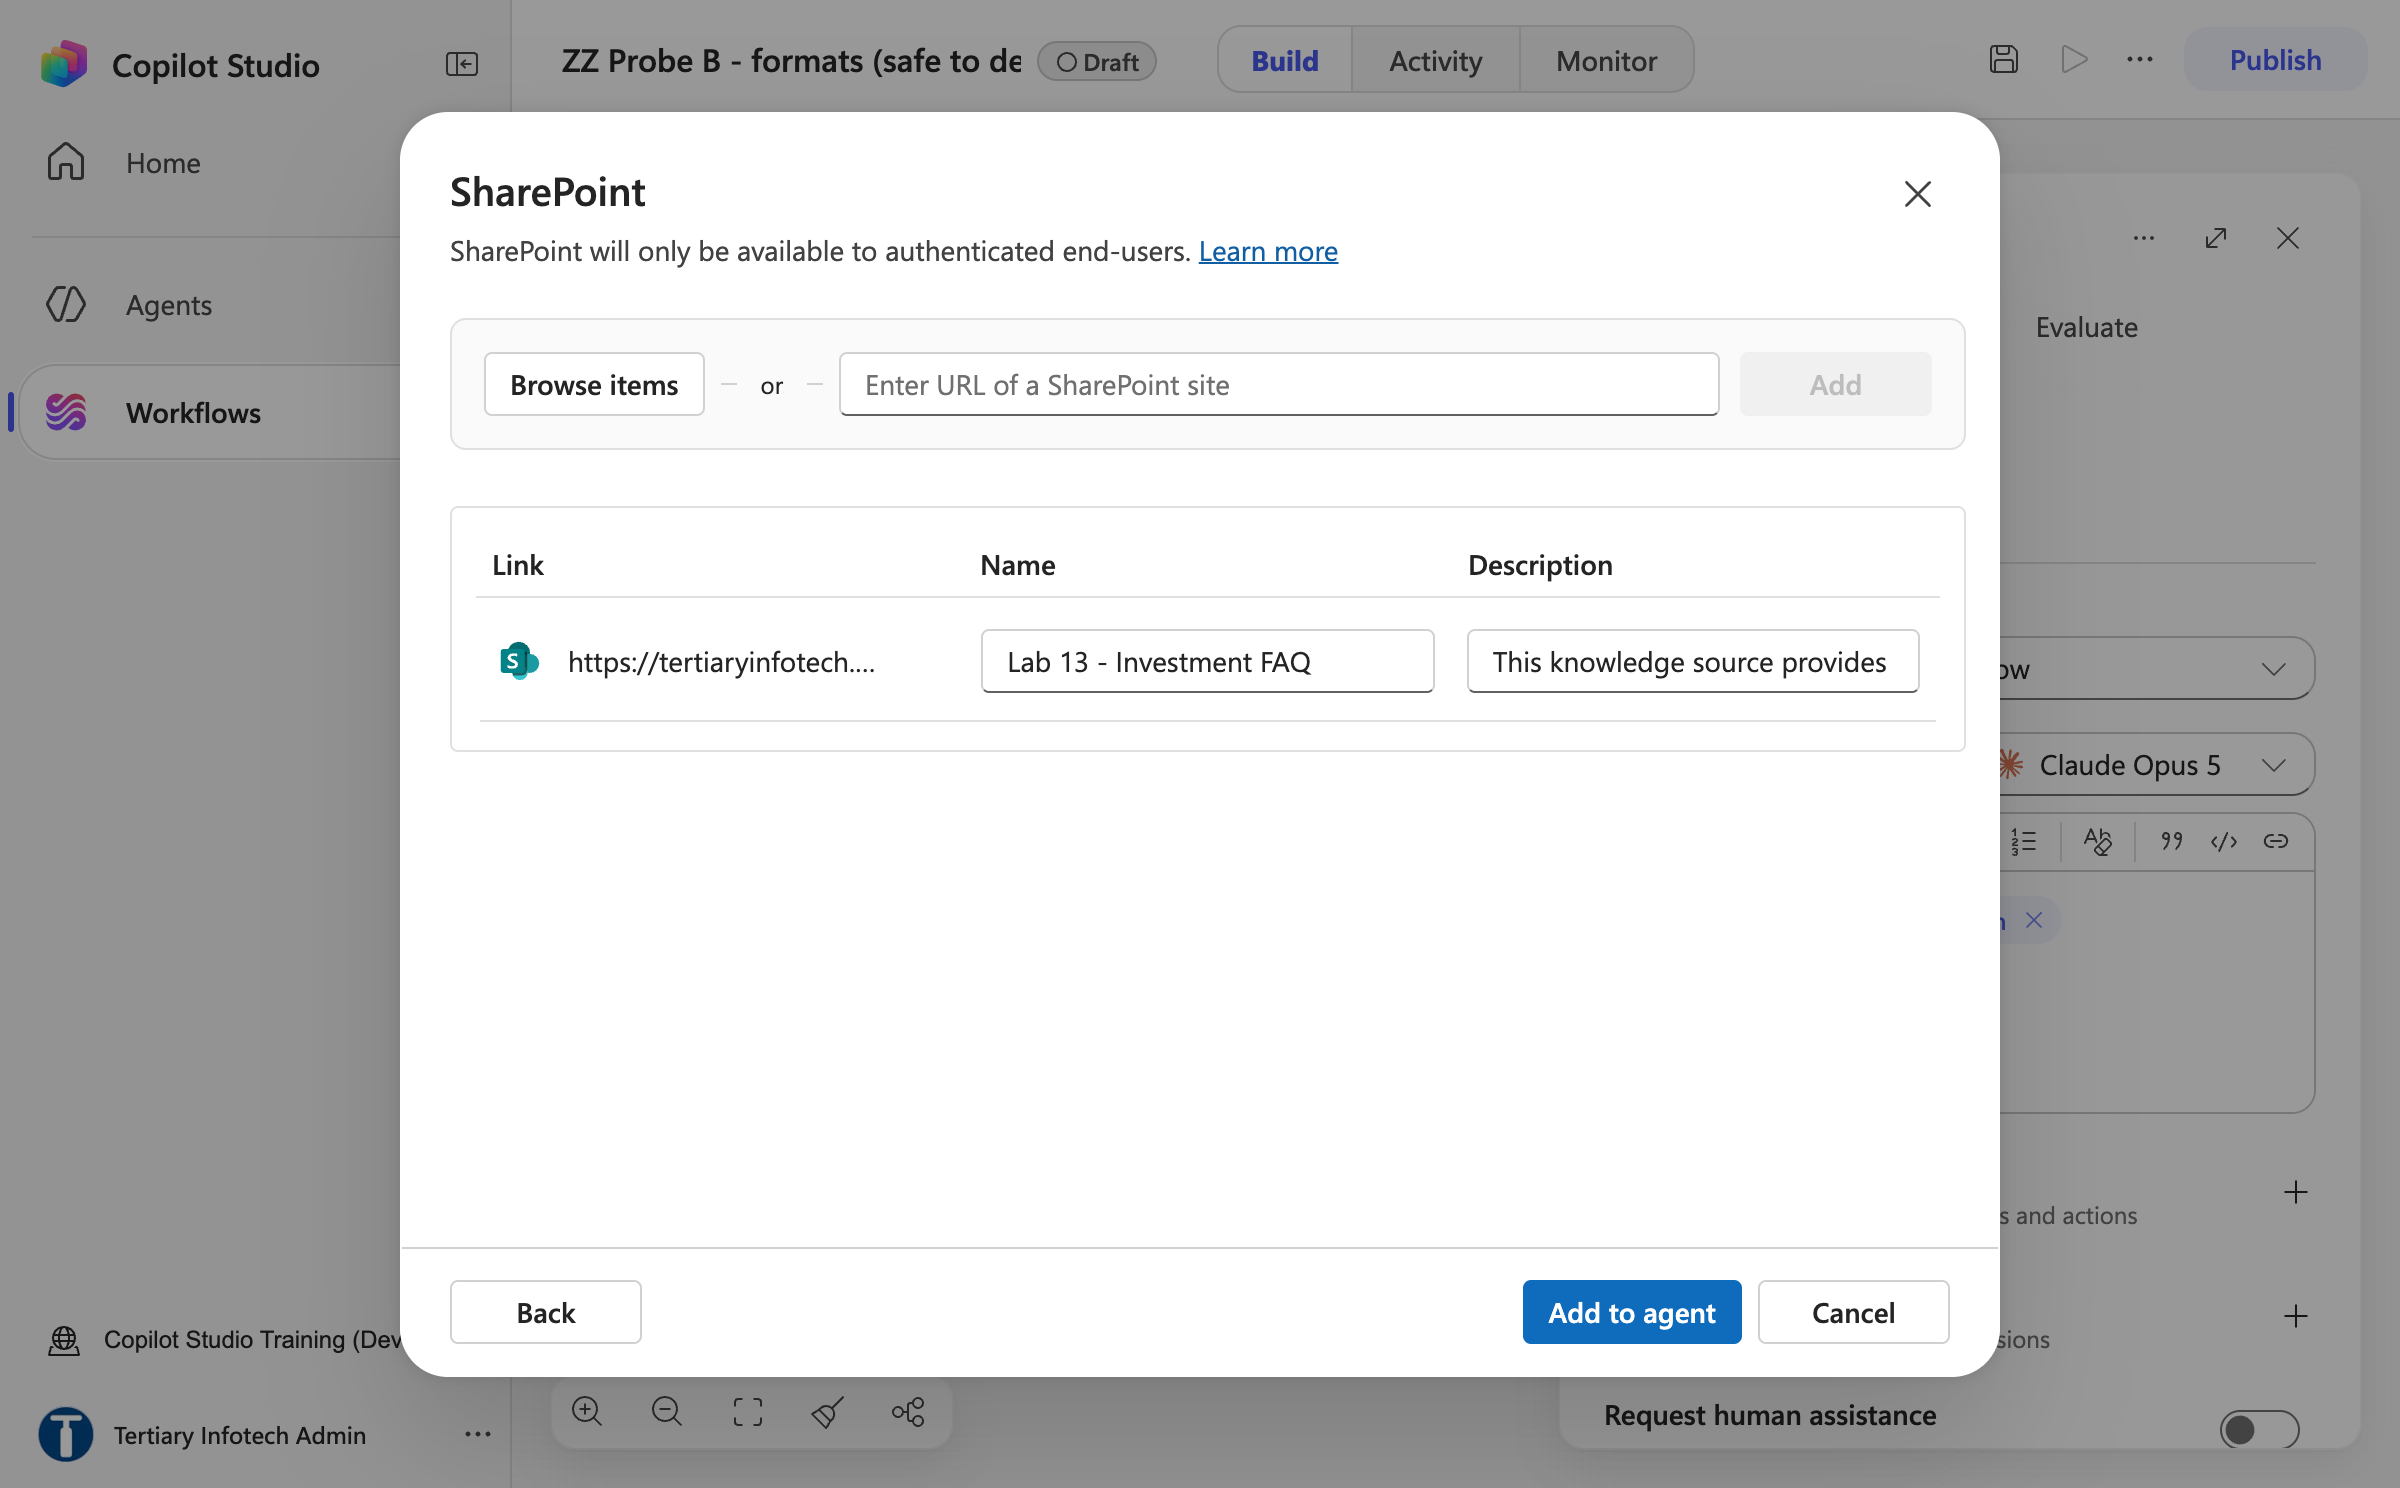 Copilot Studio
ZZ Probe B - formats (safe to de
Draft
Build
Activity
Monitor
Publish
Home
Agents
Workflows
SharePoint
SharePoint will only be available to authenticated end-users. Learn more
Browse items
or
Enter URL of a SharePoint site
Add
Link
Name
Description
https://tertiaryinfotech....
Lab 13 - Investment FAQ
This knowledge source provides
Back
Add to agent
Cancel
Evaluate
ow
Claude Opus 5
s and actions
sions
Request human assistance
Copilot Studio Training (Dev
Tertiary Infotech Admin